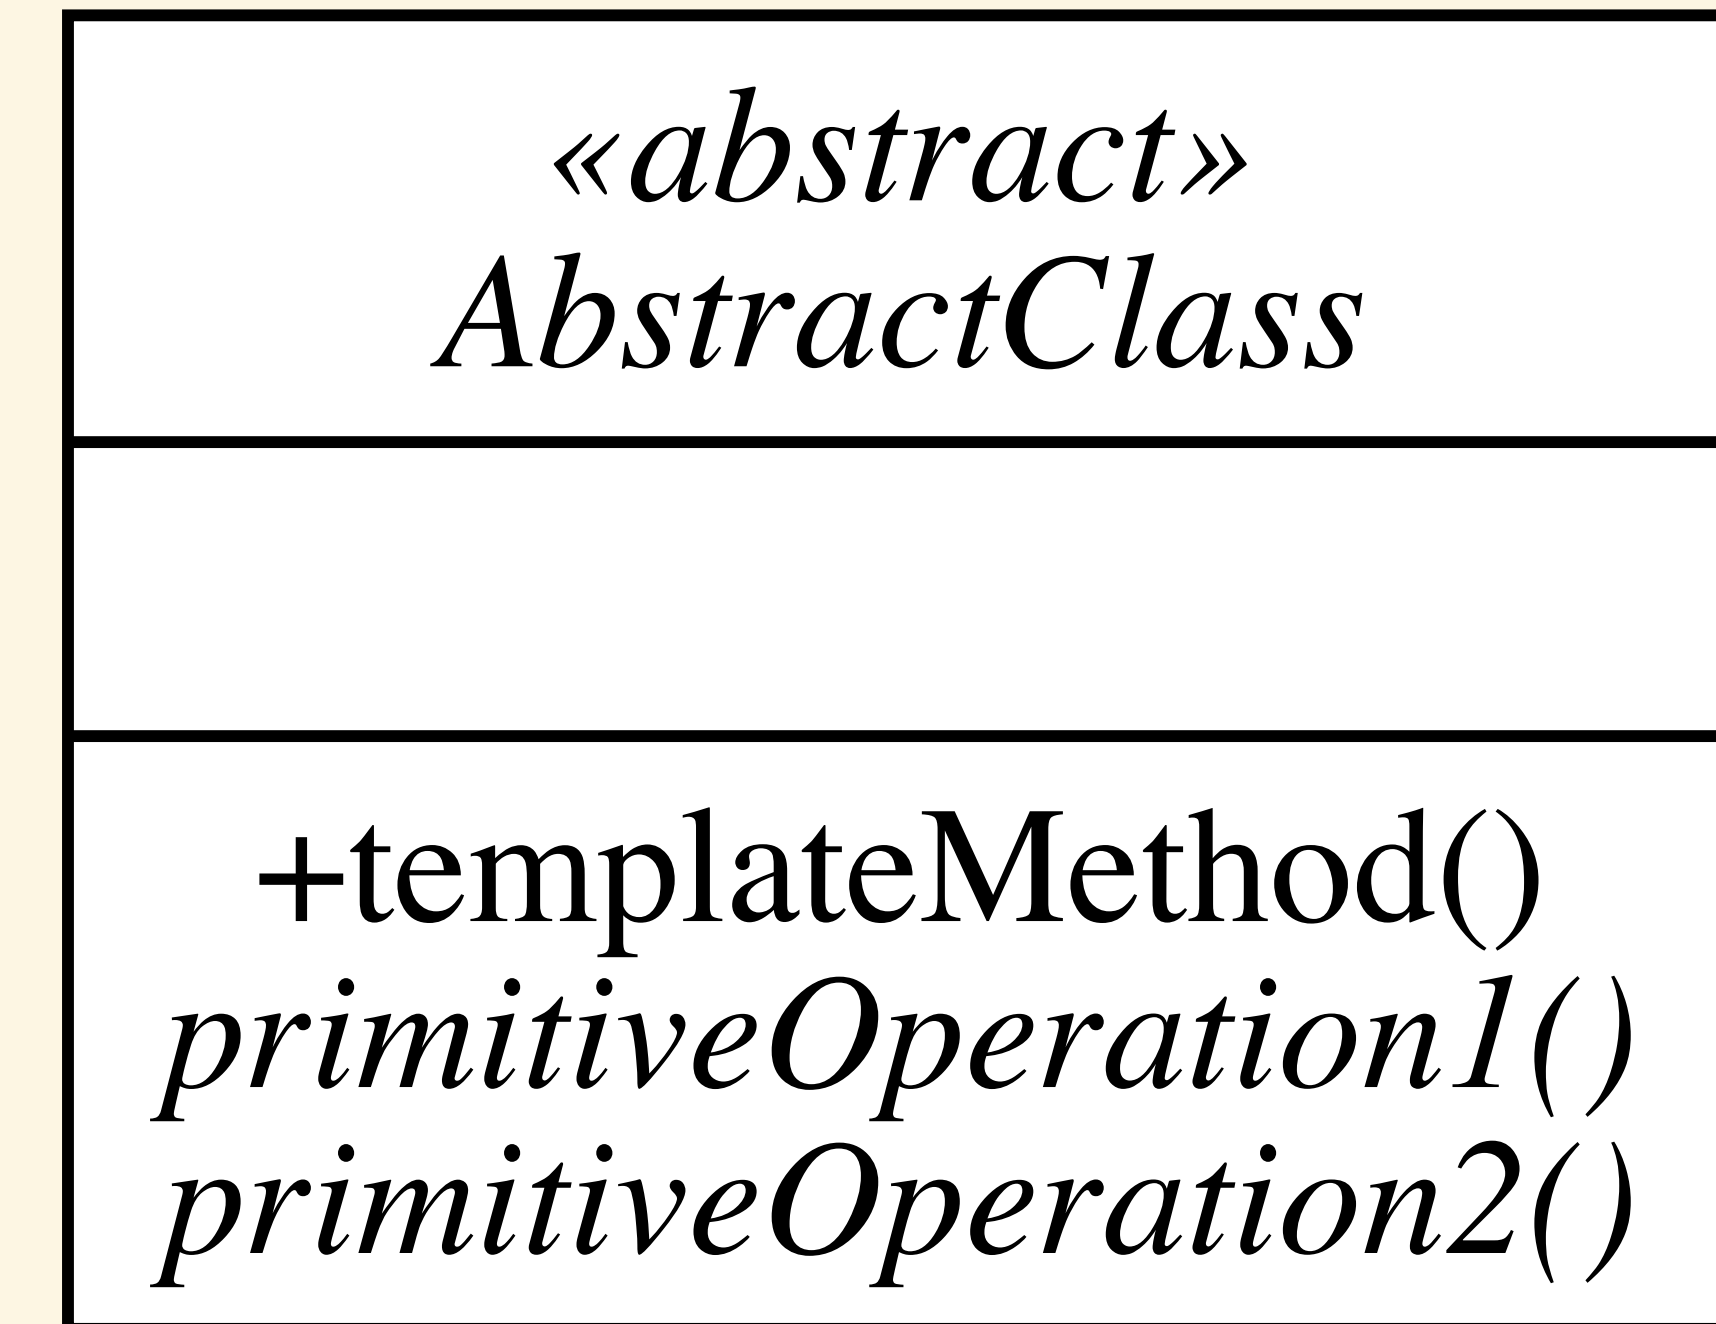 «abstract»
AbstractClass
+templateMethod()
primitiveOperation1()
primitiveOperation2()